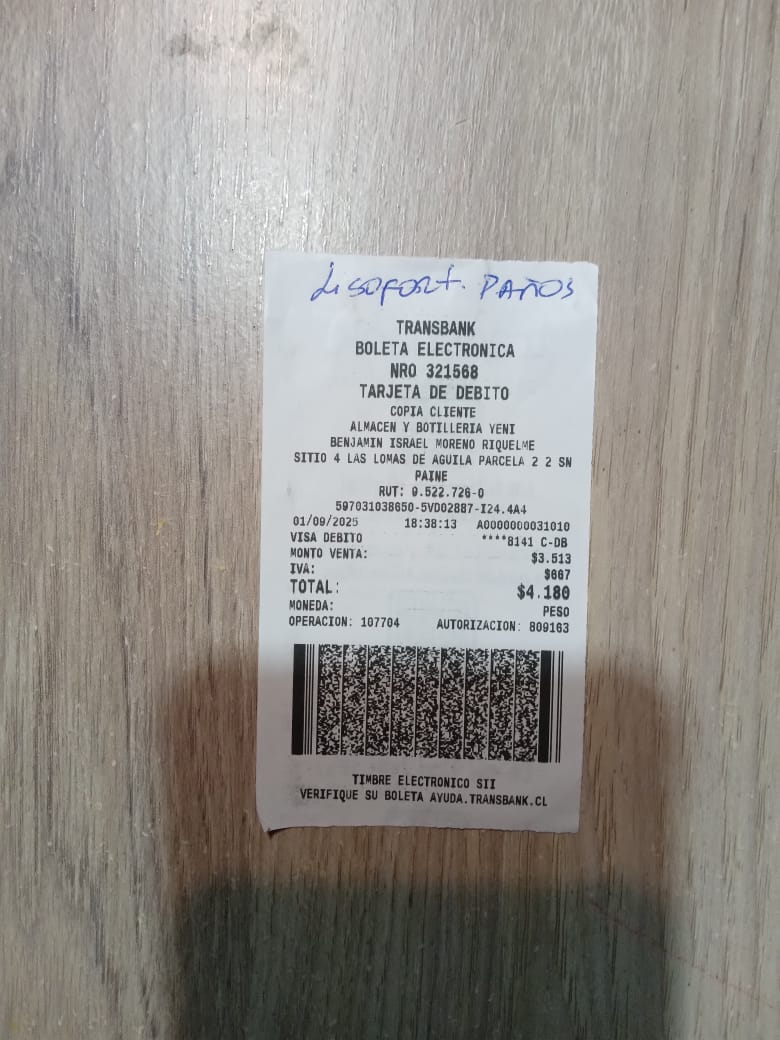 Lisofort. PAÑOS
TRANSBANK
BOLETA ELECTRONICA
NRO 321568
TARJETA DE DEBITO
COPIA CLIENTE
ALMACEN Y BOTILLERIA YENI
BENJAMIN ISRAEL MORENO RIQUELME
SITIO 4 LAS LOMAS DE AGUILA PARCELA 2 2 SN
PAINE
RUT: 9.522.726-0
597031038650-5VD02887-I24.4A4
01/09/2025 18:38:13 A0000000031010
VISA DEBITO ****8141 C-DB
MONTO VENTA: $3.513
IVA: $667
TOTAL: $4.180
MONEDA: PESO
OPERACION: 107704 AUTORIZACION: 809163
TIMBRE ELECTRONICO SII
VERIFIQUE SU BOLETA AYUDA.TRANSBANK.CL